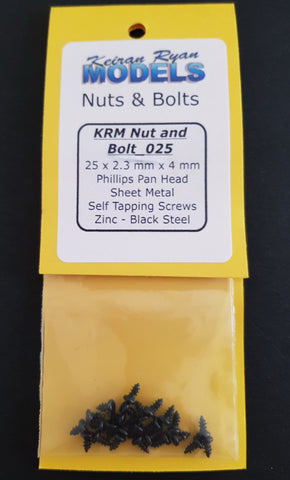 Keiran Ryan
MODELS
Nuts & Bolts
KRM Nut and
Bolt_025
25 x 2.3 mm x 4 mm
Phillips Pan Head
Sheet Metal
Self Tapping Screws
Zinc - Black Steel